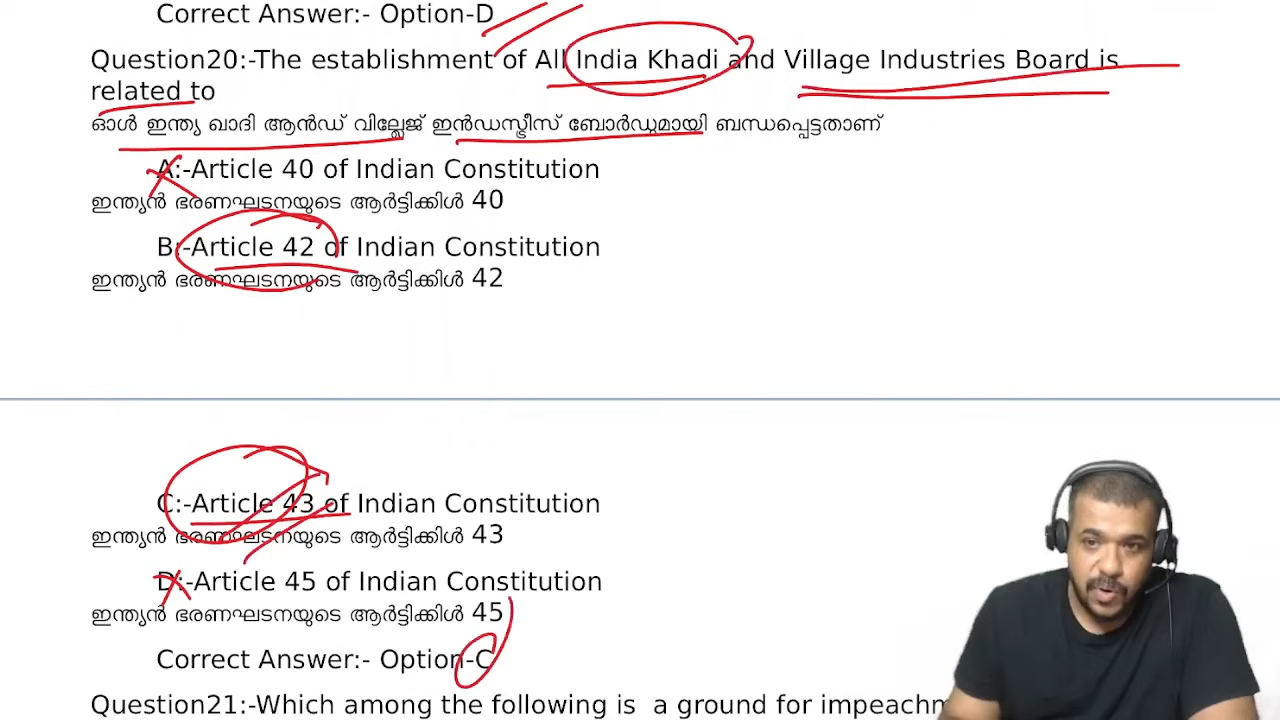 Correct Answer:- Option-D
Question20:-The establishment of All India Khadi and Village Industries Board is
related to
ഓൾ ഇന്ത്യ ഖാദി ആൻഡ് വില്ലേജ് ഇൻഡസ്ട്രീസ് ബോർഡുമായി ബന്ധപ്പെട്ടതാണ്
A:-Article 40 of Indian Constitution
ഇന്ത്യൻ ഭരണഘടനയുടെ ആർട്ടിക്കിൾ 40
B:-Article 42 of Indian Constitution
ഇന്ത്യൻ ഭരണഘടനയുടെ ആർട്ടിക്കിൾ 42
C:-Article 43 of Indian Constitution
ഇന്ത്യൻ ഭരണഘടനയുടെ ആർട്ടിക്കിൾ 43
D:-Article 45 of Indian Constitution
ഇന്ത്യൻ ഭരണഘടനയുടെ ആർട്ടിക്കിൾ 45
Correct Answer:- Option-C
Question21:-Which among the following is a ground for